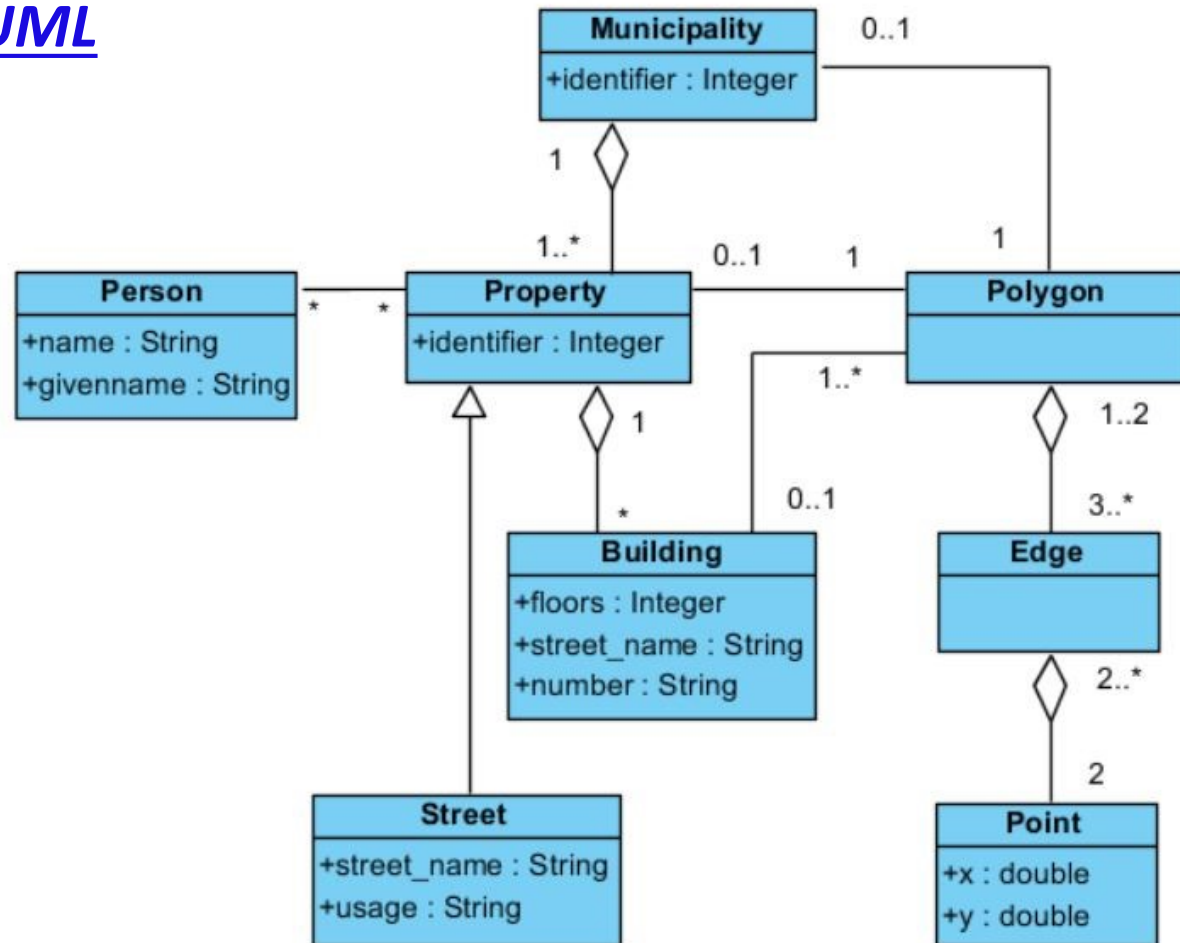 UML
Municipality
+identifier : Integer
0..1
1
1..*
0..1
1
1
Person
+name : String
+givenname : String
*
*
Property
+identifier : Integer
Polygon
1
*
1..*
0..1
1..2
3..*
Building
+floors : Integer
+street_name : String
+number : String
Edge
2..*
2
Street
+street_name : String
+usage : String
Point
+x : double
+y : double